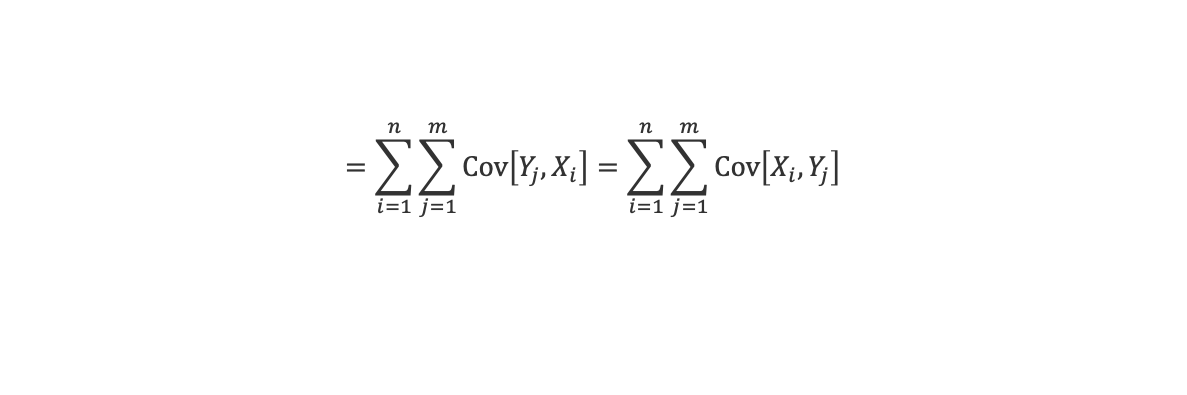 = ∑_{i=1}^{n} ∑_{j=1}^{m} Cov[Y_j, X_i] = ∑_{i=1}^{n} ∑_{j=1}^{m} Cov[X_i, Y_j]